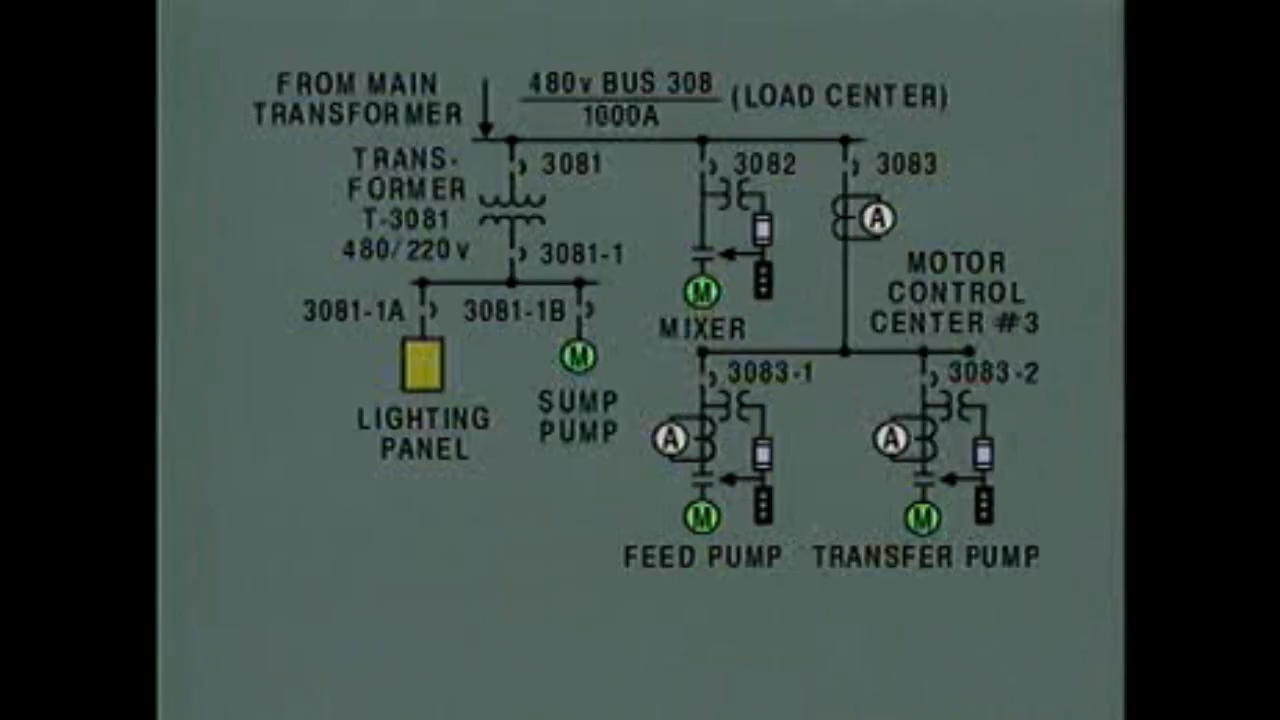 FROM MAIN
TRANSFORMER
480v BUS 308
1000A
(LOAD CENTER)
TRANS-
FORMER
T-3081
480/220v
3081
3082
3083
A
3081-1
MOTOR
CONTROL
CENTER #3
3081-1A
3081-1B
M
MIXER
M
LIGHTING
PANEL
SUMP
PUMP
3083-1
3083-2
A
A
M
M
FEED PUMP
TRANSFER PUMP